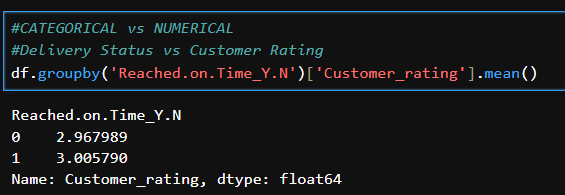 #CATEGORICAL vs NUMERICAL
#Delivery Status vs Customer Rating
df.groupby('Reached.on.Time_Y.N')['Customer_rating'].mean()
Reached.on.Time_Y.N
0    2.967989
1    3.005790
Name: Customer_rating, dtype: float64